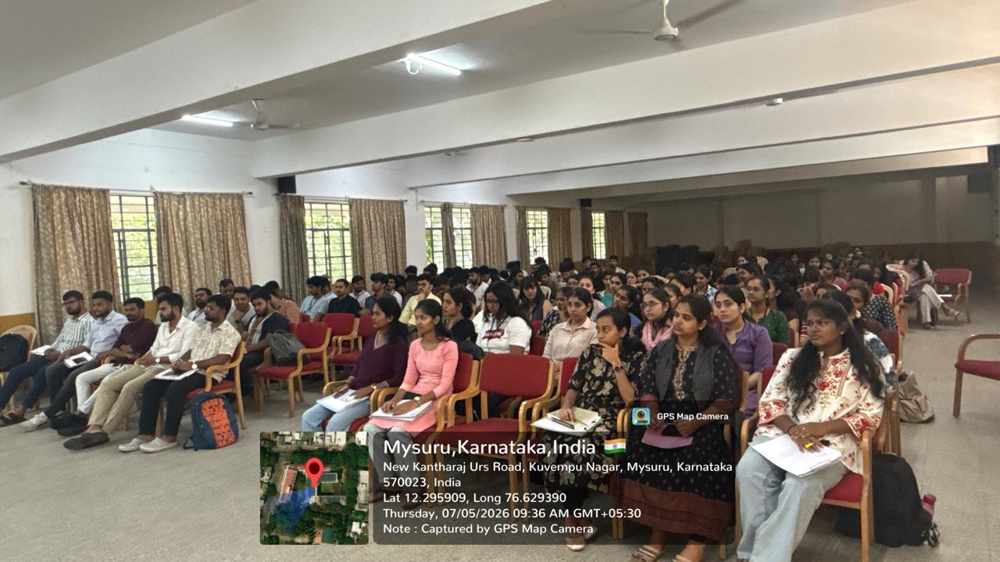 GPS Map Camera
Mysuru,Karnataka,India 🇮🇳
New Kantharaj Urs Road, Kuvempu Nagar, Mysuru, Karnataka
570023, India
Lat 12.295909, Long 76.629390
Thursday, 07/05/2026 09:36 AM GMT+05:30
Note : Captured by GPS Map Camera